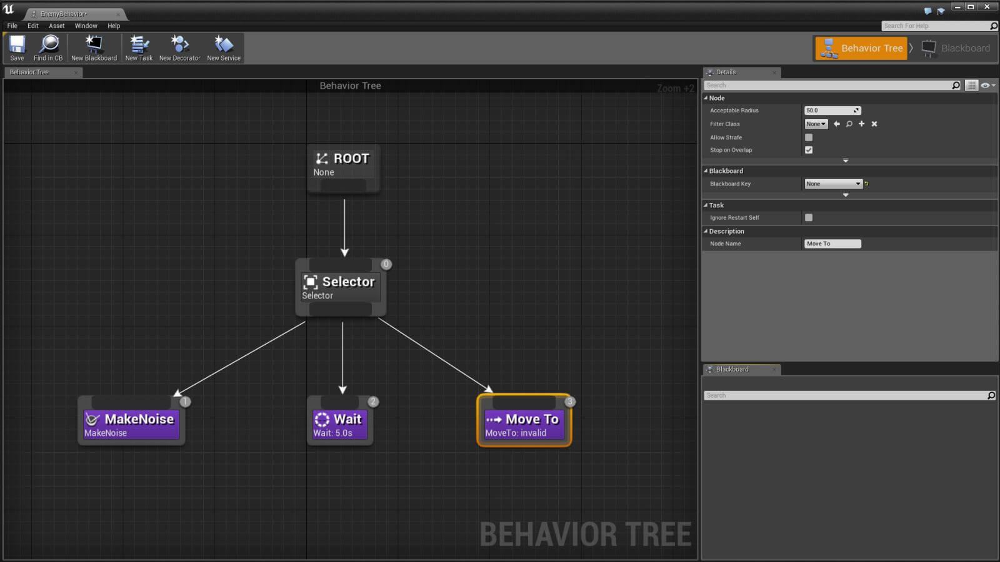 EnemyBehavior*
File Edit Asset Window Help
Search For Help
Save Find in CB New Blackboard New Task New Decorator New Service
Behavior Tree Blackboard
Behavior Tree
Behavior Tree
Zoom +2
ROOT
None
0
Selector
Selector
1
MakeNoise
MakeNoise
2
Wait
Wait: 5.0s
3
Move To
MoveTo: invalid
BEHAVIOR TREE
Details
Search
Node
Acceptable Radius 50.0
Filter Class None
Allow Strafe
Stop on Overlap
Blackboard
Blackboard Key None
Task
Ignore Restart Self
Description
Node Name Move To
Blackboard
Search